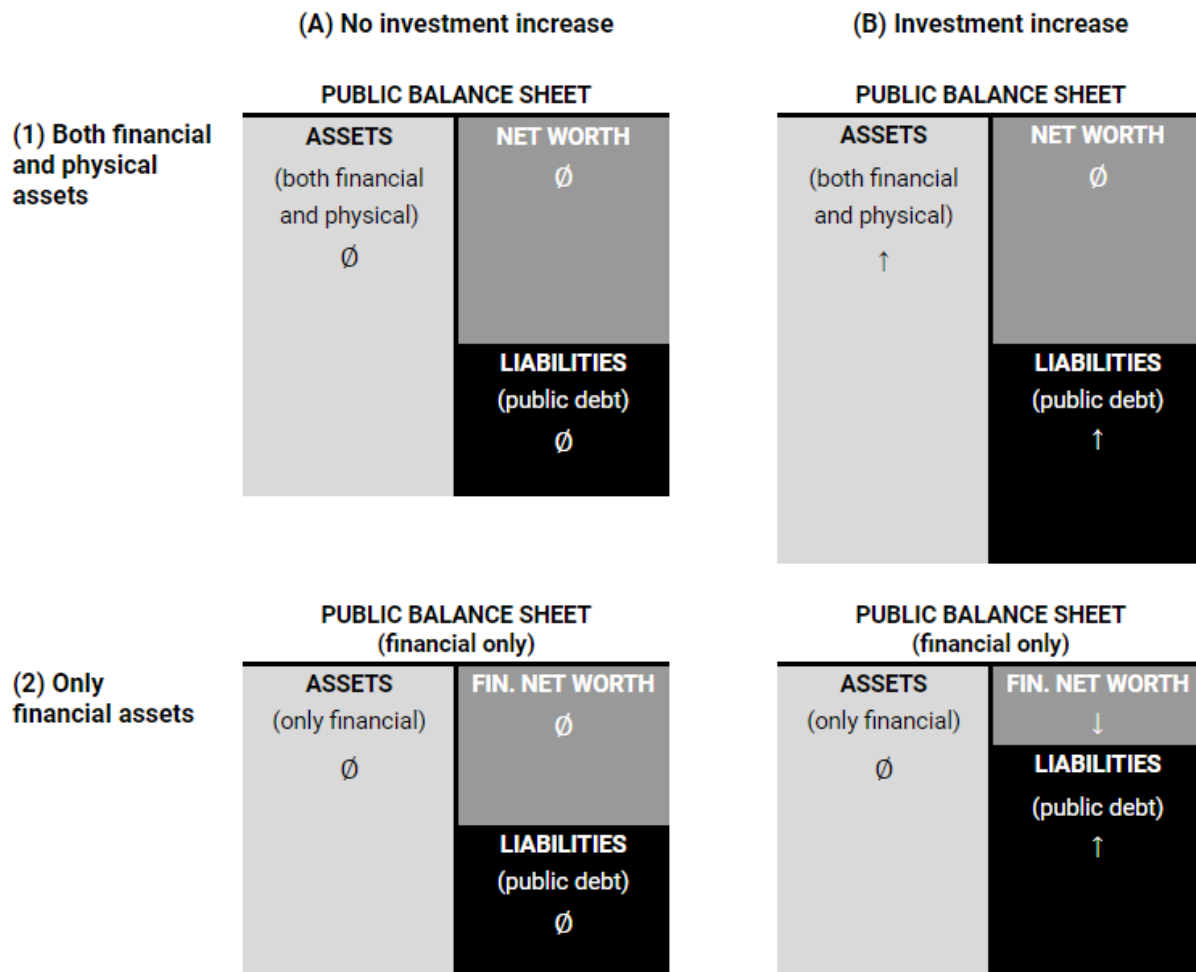 (A) No investment increase
(B) Investment increase
PUBLIC BALANCE SHEET
PUBLIC BALANCE SHEET
(1) Both financial
and physical
assets
ASSETS
(both financial
and physical)
Ø
NET WORTH
Ø
LIABILITIES
(public debt)
Ø
ASSETS
(both financial
and physical)
↑
NET WORTH
Ø
LIABILITIES
(public debt)
↑
PUBLIC BALANCE SHEET
(financial only)
PUBLIC BALANCE SHEET
(financial only)
(2) Only
financial assets
ASSETS
(only financial)
Ø
FIN. NET WORTH
Ø
LIABILITIES
(public debt)
Ø
ASSETS
(only financial)
Ø
FIN. NET WORTH
↓
LIABILITIES
(public debt)
↑